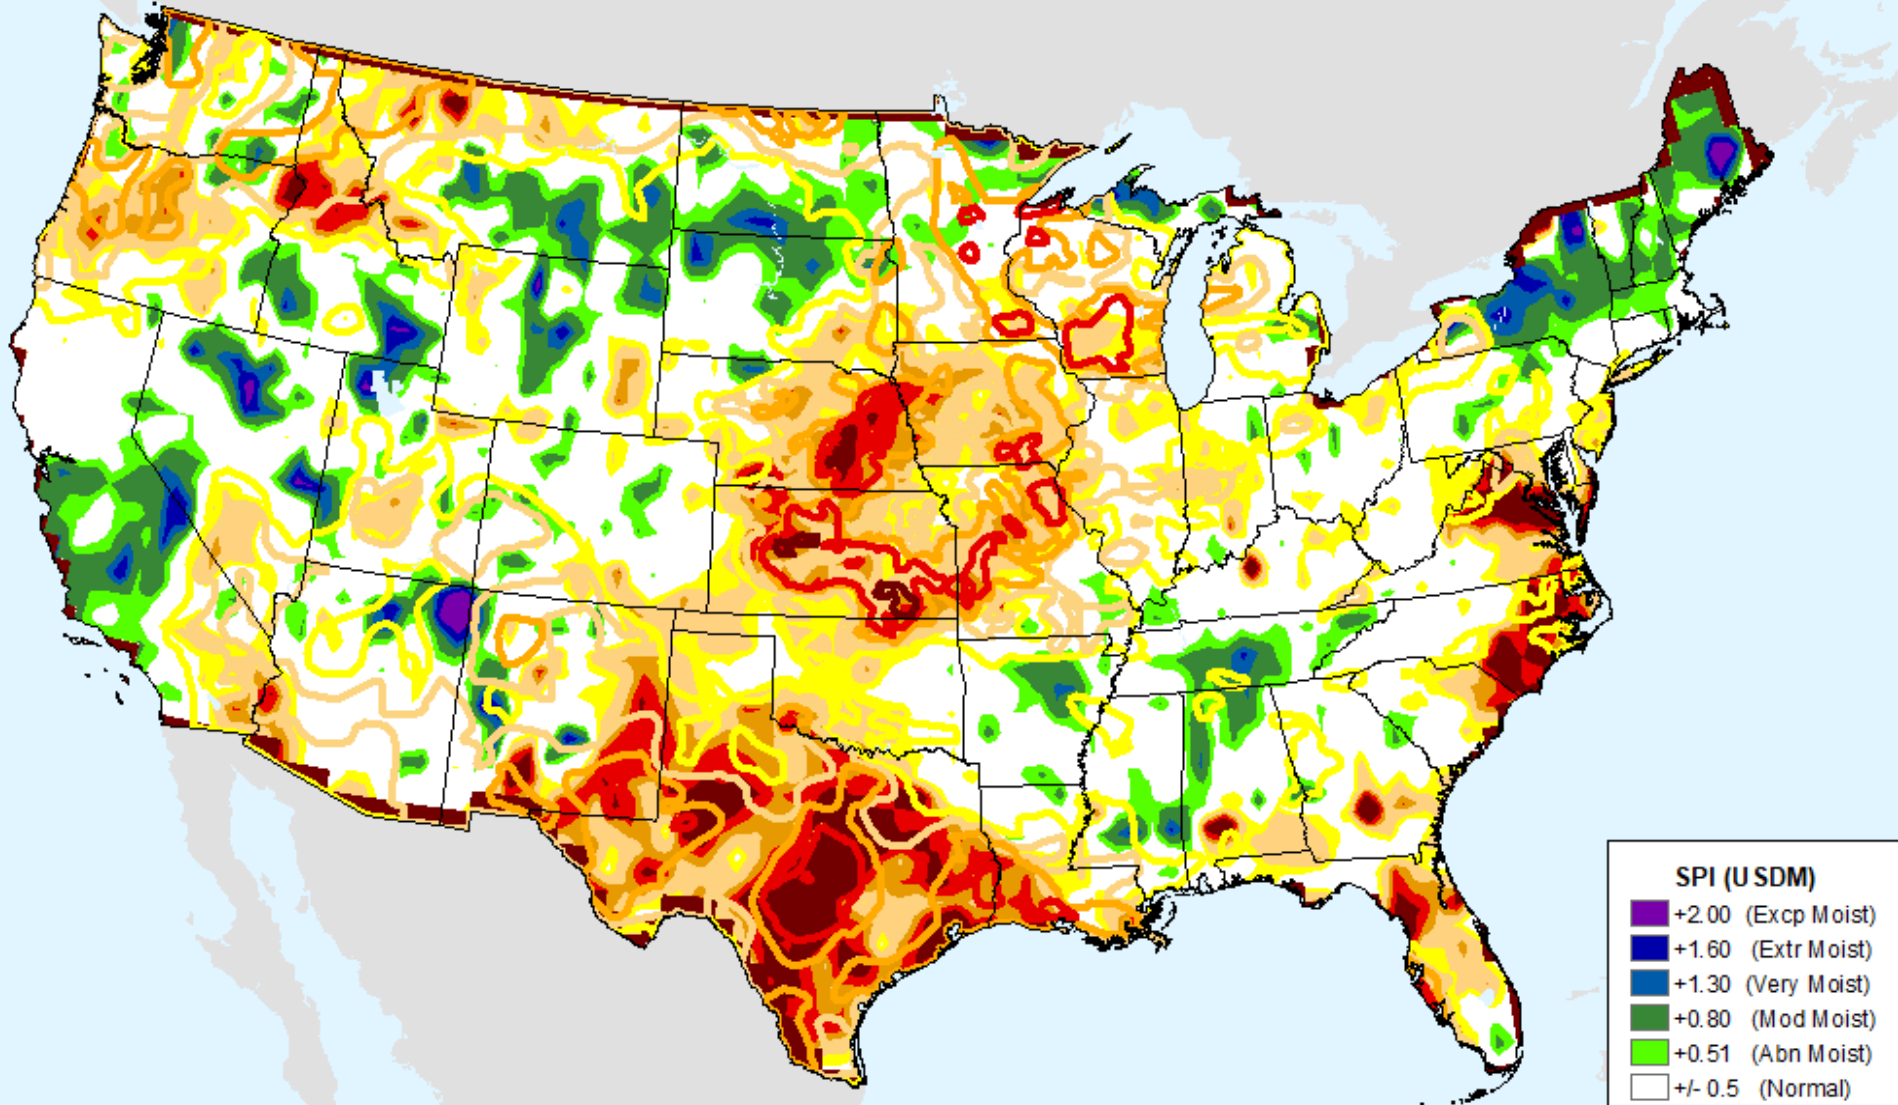 SPI (USDM)
+2.00 (Excp Moist)
+1.60 (Extr Moist)
+1.30 (Very Moist)
+0.80 (Mod Moist)
+0.51 (Abn Moist)
+/- 0.5 (Normal)